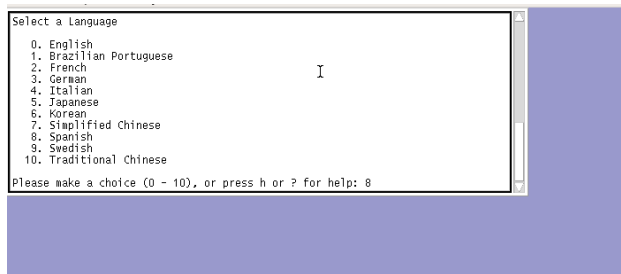 Select a Language
0. English
1. Brazilian Portuguese
2. French
3. German
4. Italian
5. Japanese
6. Korean
7. Simplified Chinese
8. Spanish
9. Swedish
10. Traditional Chinese
Please make a choice (0 - 10), or press h or ? for help: 8